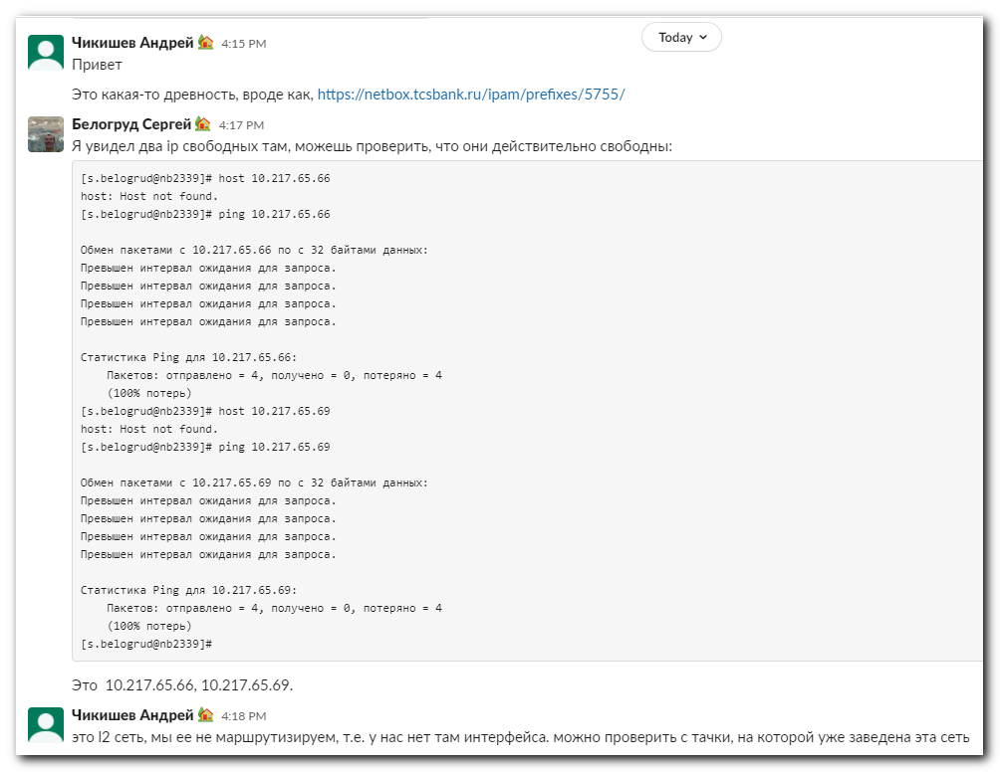 Today
Чикишев Андрей 4:15 PM
Привет
Это какая-то древность, вроде как, https://netbox.tcsbank.ru/ipam/prefixes/5755/
Белогруд Сергей 4:17 PM
Я увидел два ip свободных там, можешь проверить, что они действительно свободны:
[s.belogrud@nb2339]# host 10.217.65.66
host: Host not found.
[s.belogrud@nb2339]# ping 10.217.65.66
Обмен пакетами с 10.217.65.66 по с 32 байтами данных:
Превышен интервал ожидания для запроса.
Превышен интервал ожидания для запроса.
Превышен интервал ожидания для запроса.
Превышен интервал ожидания для запроса.
Статистика Ping для 10.217.65.66:
Пакетов: отправлено = 4, получено = 0, потеряно = 4
(100% потерь)
[s.belogrud@nb2339]# host 10.217.65.69
host: Host not found.
[s.belogrud@nb2339]# ping 10.217.65.69
Обмен пакетами с 10.217.65.69 по с 32 байтами данных:
Превышен интервал ожидания для запроса.
Превышен интервал ожидания для запроса.
Превышен интервал ожидания для запроса.
Превышен интервал ожидания для запроса.
Статистика Ping для 10.217.65.69:
Пакетов: отправлено = 4, получено = 0, потеряно = 4
(100% потерь)
[s.belogrud@nb2339]#
Это 10.217.65.66, 10.217.65.69.
Чикишев Андрей 4:18 PM
это l2 сеть, мы ее не маршрутизируем, т.е. у нас нет там интерфейса. можно проверить с тачки, на которой уже заведена эта сеть